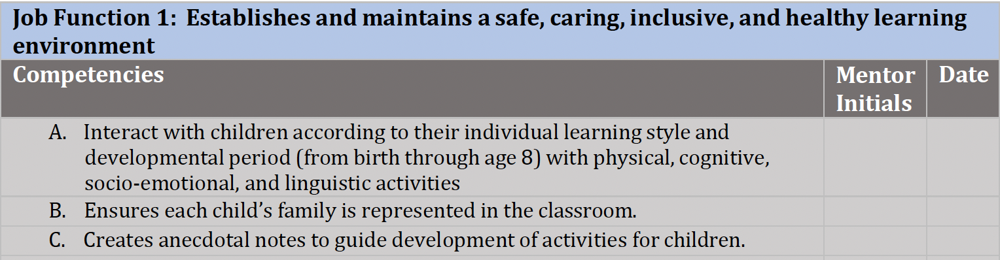 Job Function 1: Establishes and maintains a safe, caring, inclusive, and healthy learning
environment
Competencies
Mentor
Initials
Date
A. Interact with children according to their individual learning style and
developmental period (from birth through age 8) with physical, cognitive,
socio-emotional, and linguistic activities
B. Ensures each child’s family is represented in the classroom.
C. Creates anecdotal notes to guide development of activities for children.